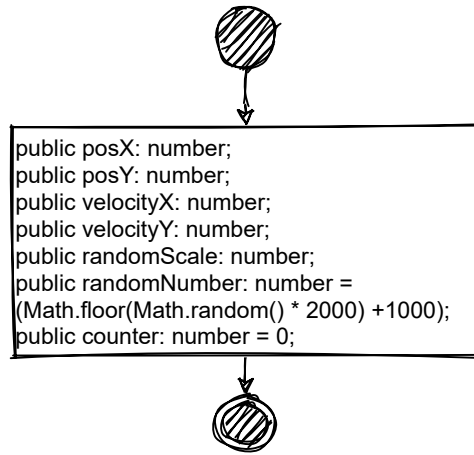 public posX: number;
public posY: number;
public velocityX: number;
public velocityY: number;
public randomScale: number;
public randomNumber: number =
(Math.floor(Math.random() * 2000) +1000);
public counter: number = 0;